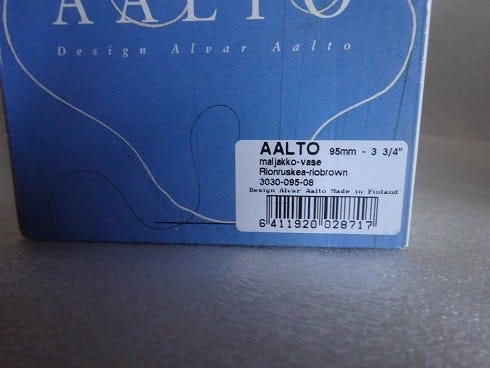 AALTO
Design Alvar Aalto
AALTO 95mm - 3 3/4"
maljakko-vase
Rionruskea-riobrown
3030-095-08
Design Alvar Aalto Made in Finland
6 411920 028717